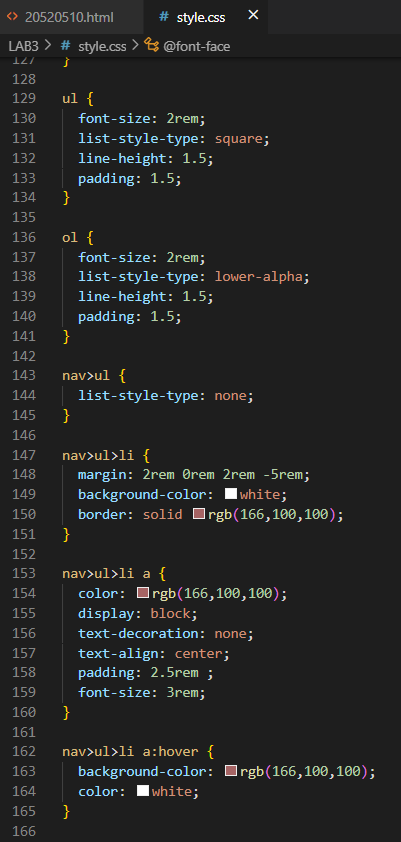 20520510.html
style.css
LAB3 > style.css > @font-face
127 }
128
129 ul {
130 font-size: 2rem;
131 list-style-type: square;
132 line-height: 1.5;
133 padding: 1.5;
134 }
135
136 ol {
137 font-size: 2rem;
138 list-style-type: lower-alpha;
139 line-height: 1.5;
140 padding: 1.5;
141 }
142
143 nav>ul {
144 list-style-type: none;
145 }
146
147 nav>ul>li {
148 margin: 2rem 0rem 2rem -5rem;
149 background-color: white;
150 border: solid rgb(166,100,100);
151 }
152
153 nav>ul>li a {
154 color: rgb(166,100,100);
155 display: block;
156 text-decoration: none;
157 text-align: center;
158 padding: 2.5rem ;
159 font-size: 3rem;
160 }
161
162 nav>ul>li a:hover {
163 background-color: rgb(166,100,100);
164 color: white;
165 }
166